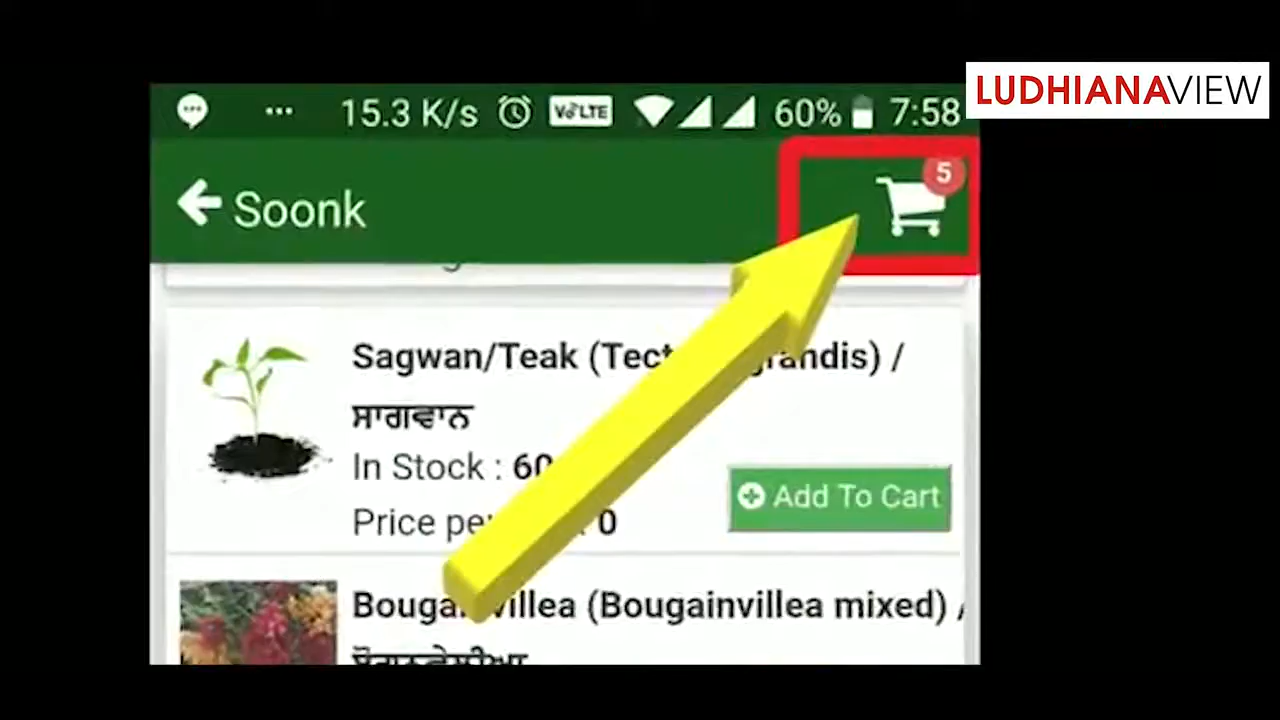 LUDHIANAVIEW
15.3 K/s VoLTE 60% 7:58
5
Soonk
Sagwan/Teak (Tect grandis) /
ਸਾਗਵਾਨ
In Stock : 60
Add To Cart
Price pe 0
Bouga villea (Bougainvillea mixed) /